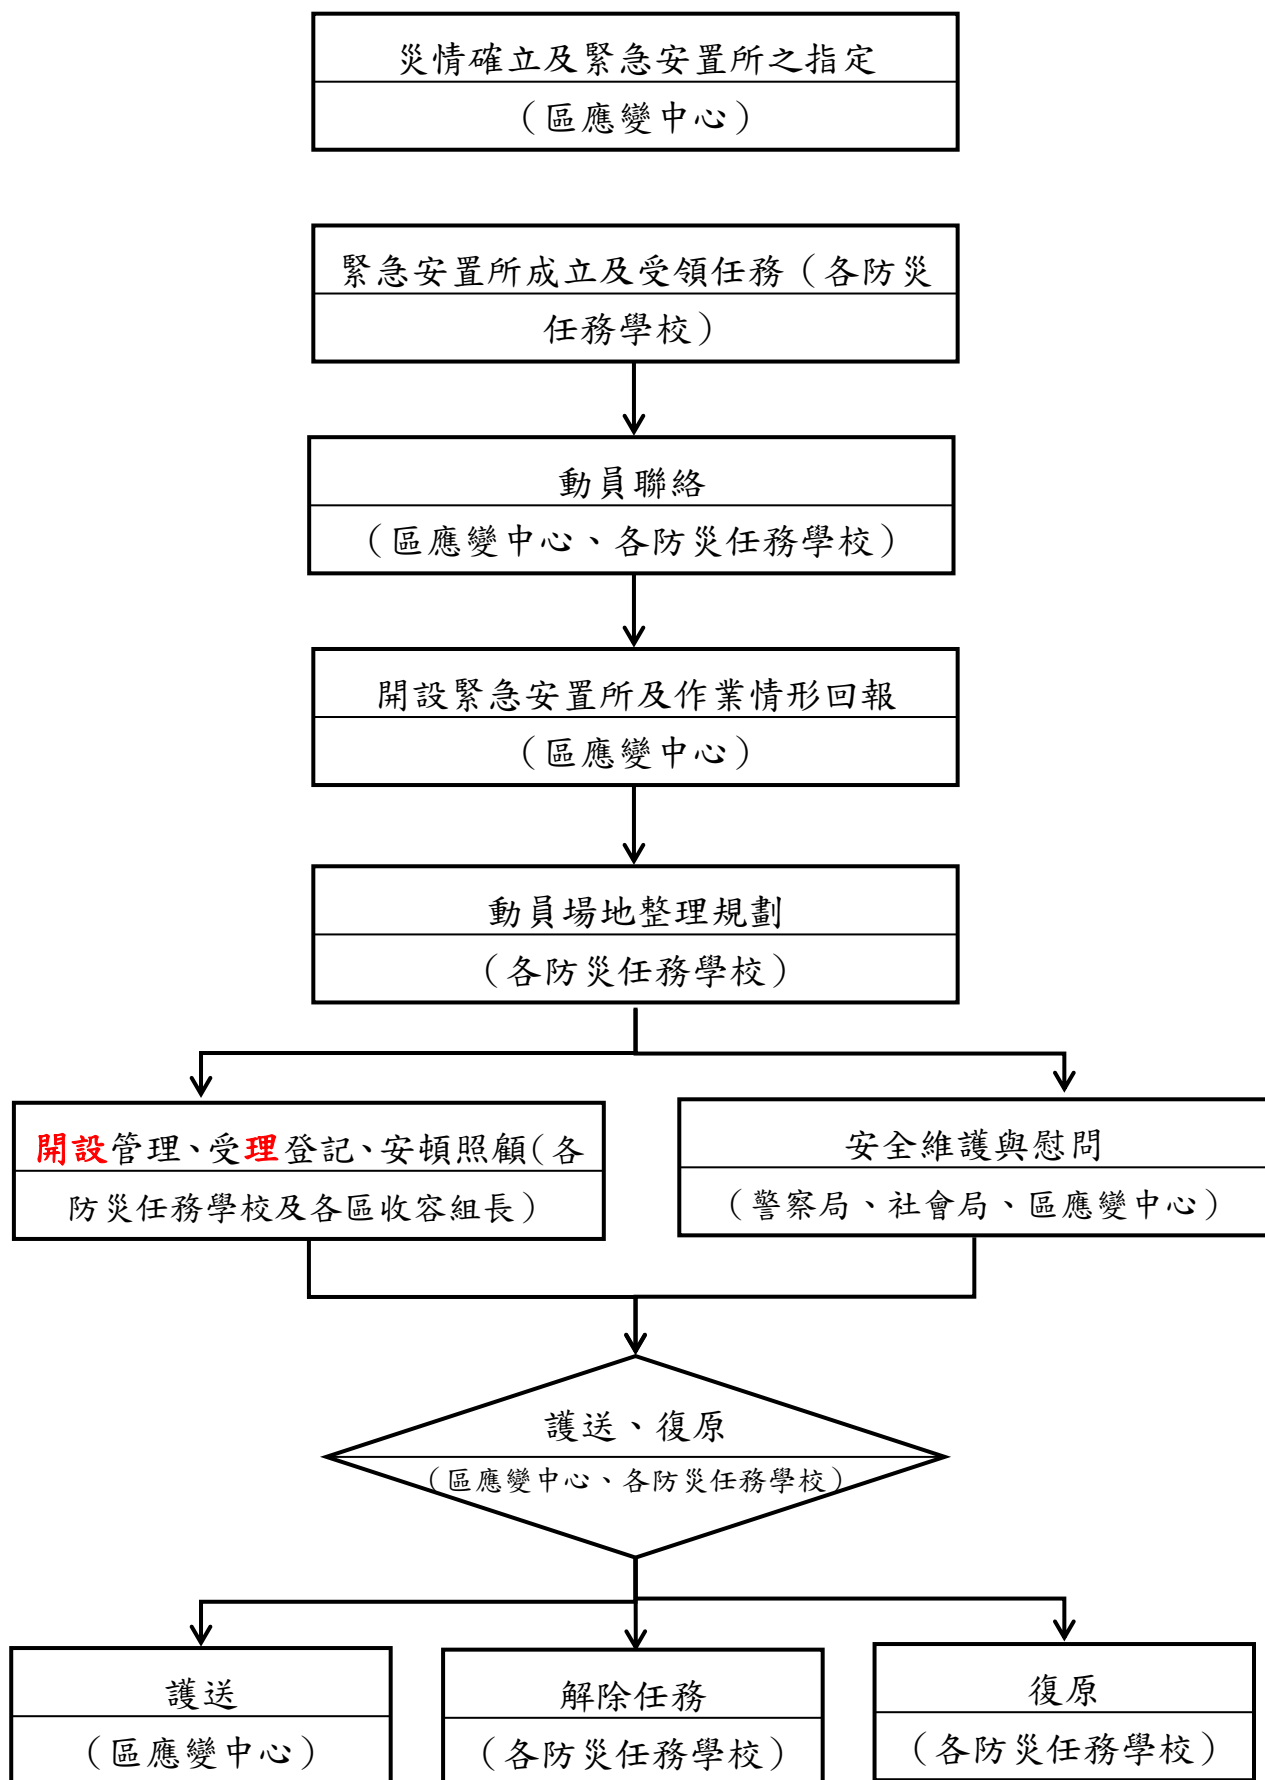 災情確立及緊急安置所之指定
（區應變中心）
緊急安置所成立及受領任務（各防災
任務學校）
動員聯絡
（區應變中心、各防災任務學校）
開設緊急安置所及作業情形回報
（區應變中心）
動員場地整理規劃
（各防災任務學校）
開設管理、受理登記、安頓照顧(各
防災任務學校及各區收容組長）
安全維護與慰問
（警察局、社會局、區應變中心）
護送、復原
（區應變中心、各防災任務學校）
護送
（區應變中心）
解除任務
（各防災任務學校）
復原
（各防災任務學校）